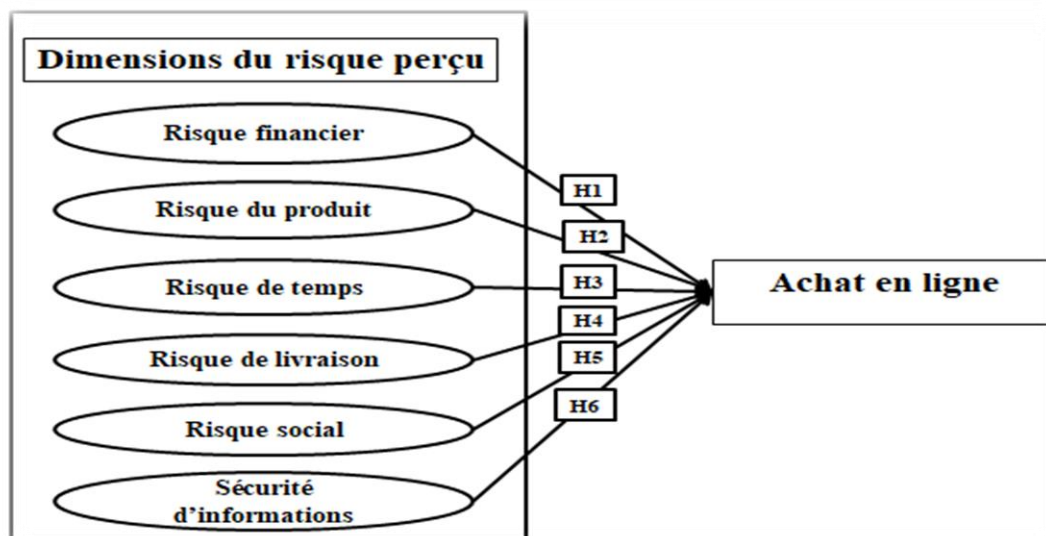 Dimensions du risque perçu
Risque financier
H1
Risque du produit
H2
Risque de temps
H3
Achat en ligne
H4
Risque de livraison
H5
Risque social
H6
Sécurité
d’informations